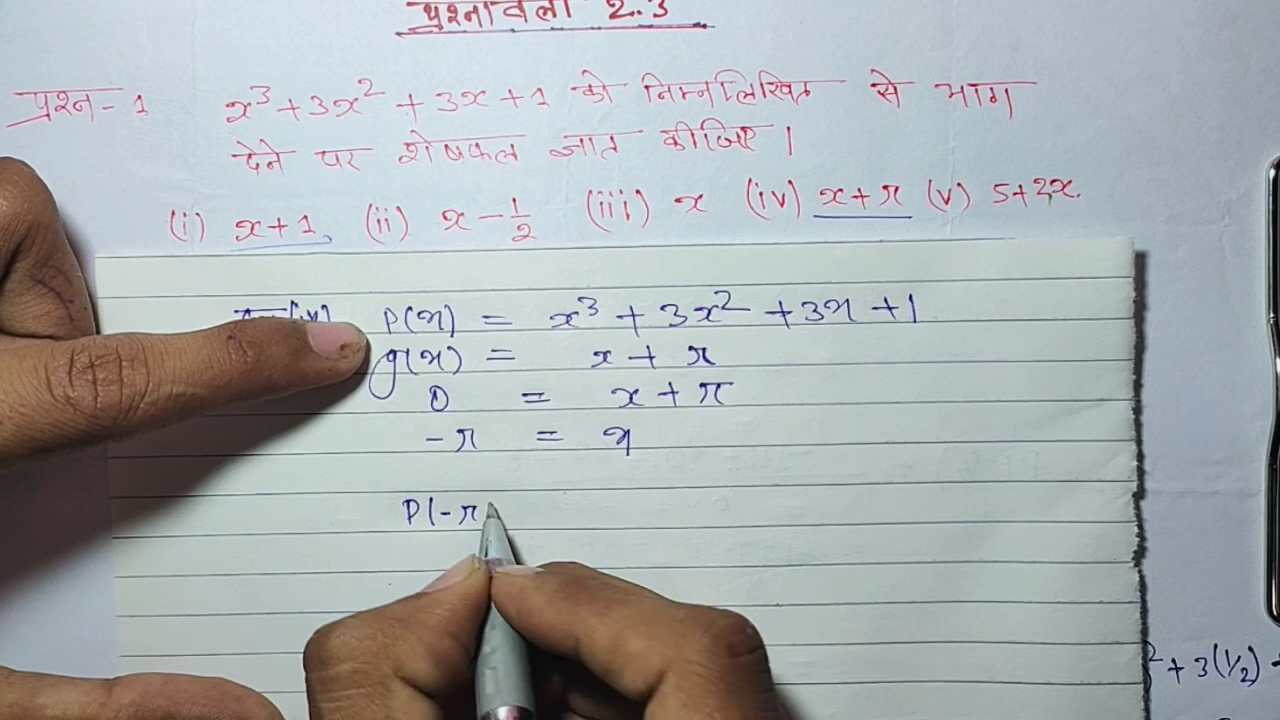 प्रश्नावली 2.3
प्रश्न-1 x³+3x²+3x+1 को निम्नलिखित से भाग
देने पर शेषफल ज्ञात कीजिए।
(i) x+1, (ii) x-1/2 (iii) x (iv) x+π (v) 5+2x.
P(x) = x³+3x²+3x+1
g(x) = x+π
0 = x+π
-π = x
P(-π
² + 3(1/2)